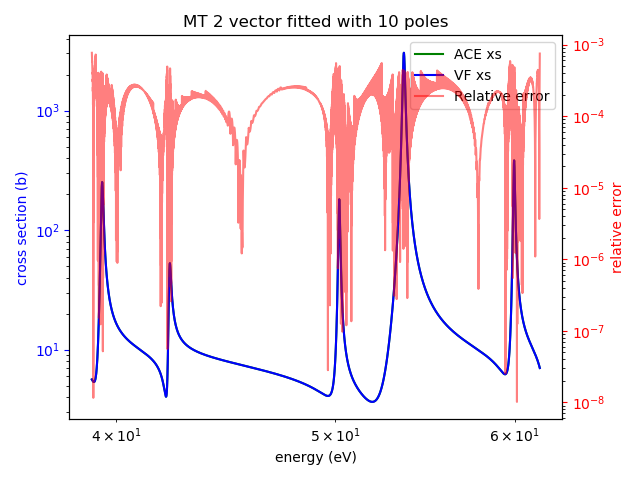 MT 2 vector fitted with 10 poles
ACE xs
VF xs
Relative error
cross section (b)
10³
10²
10¹
10⁻³
10⁻⁴
10⁻⁵
10⁻⁶
10⁻⁷
10⁻⁸
relative error
4 × 10¹
5 × 10¹
6 × 10¹
energy (eV)